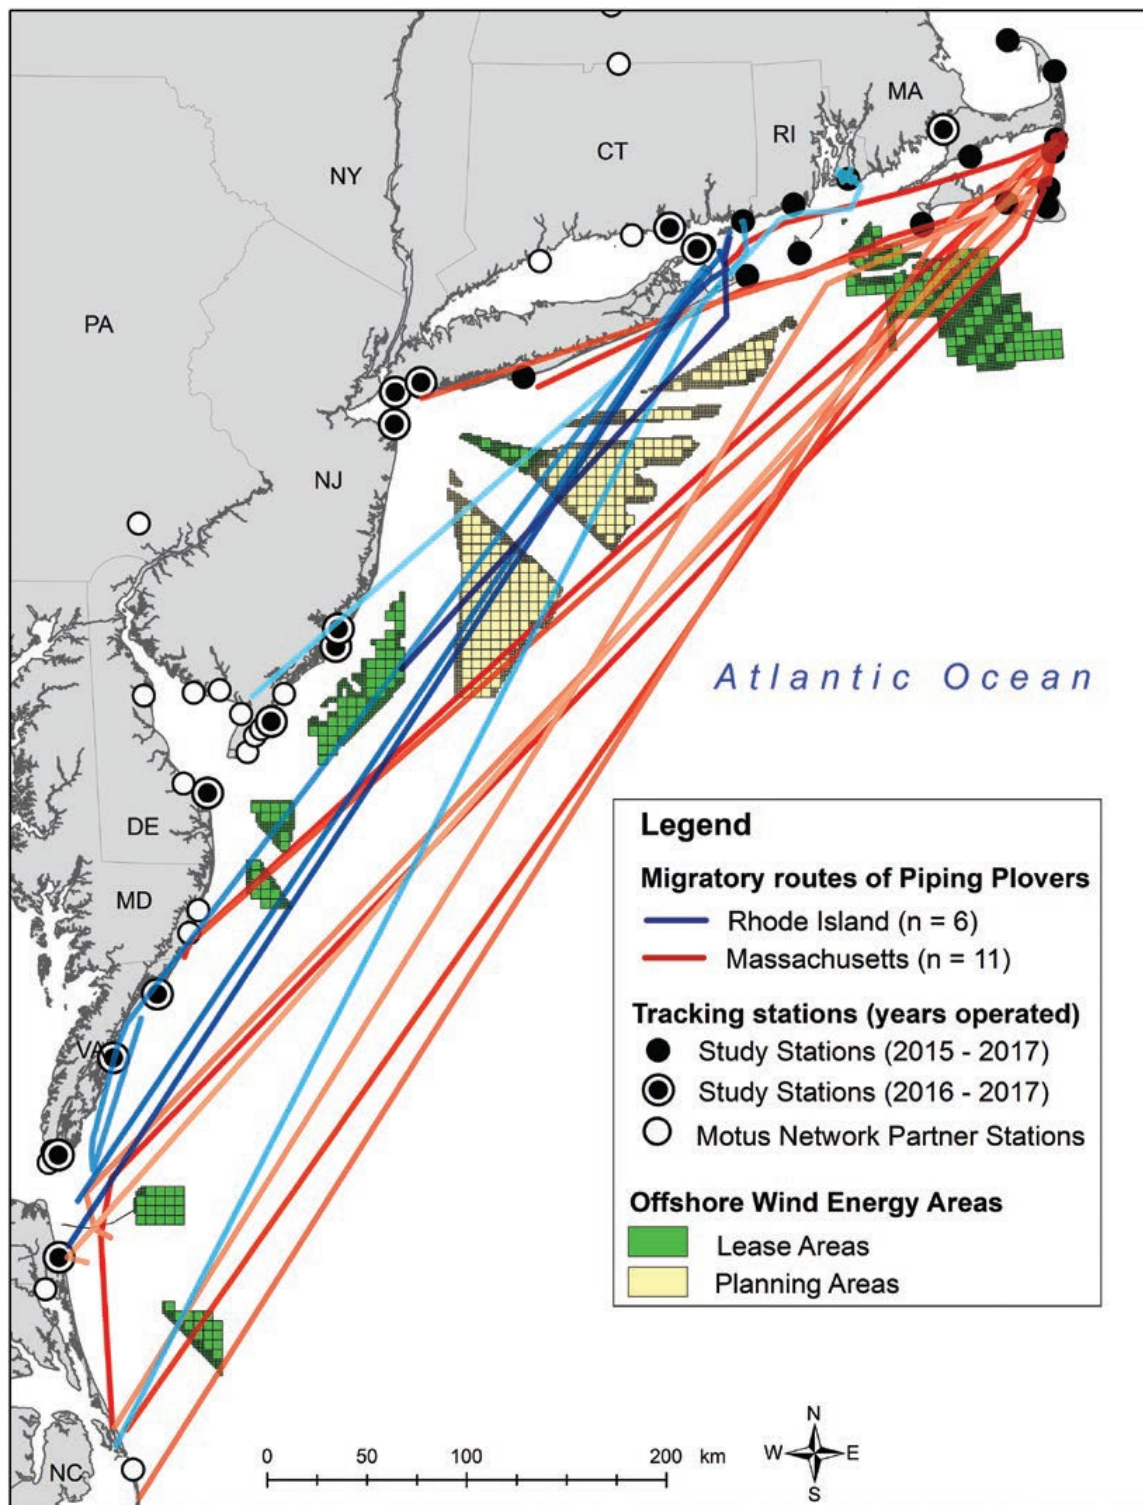 MA
RI
CT
NY
PA
NJ
Atlantic Ocean
DE
MD
VA
NC
Legend
Migratory routes of Piping Plovers
Rhode Island (n = 6)
Massachusetts (n = 11)
Tracking stations (years operated)
Study Stations (2015 - 2017)
Study Stations (2016 - 2017)
Motus Network Partner Stations
Offshore Wind Energy Areas
Lease Areas
Planning Areas
N
W E
S
0 50 100 200 km